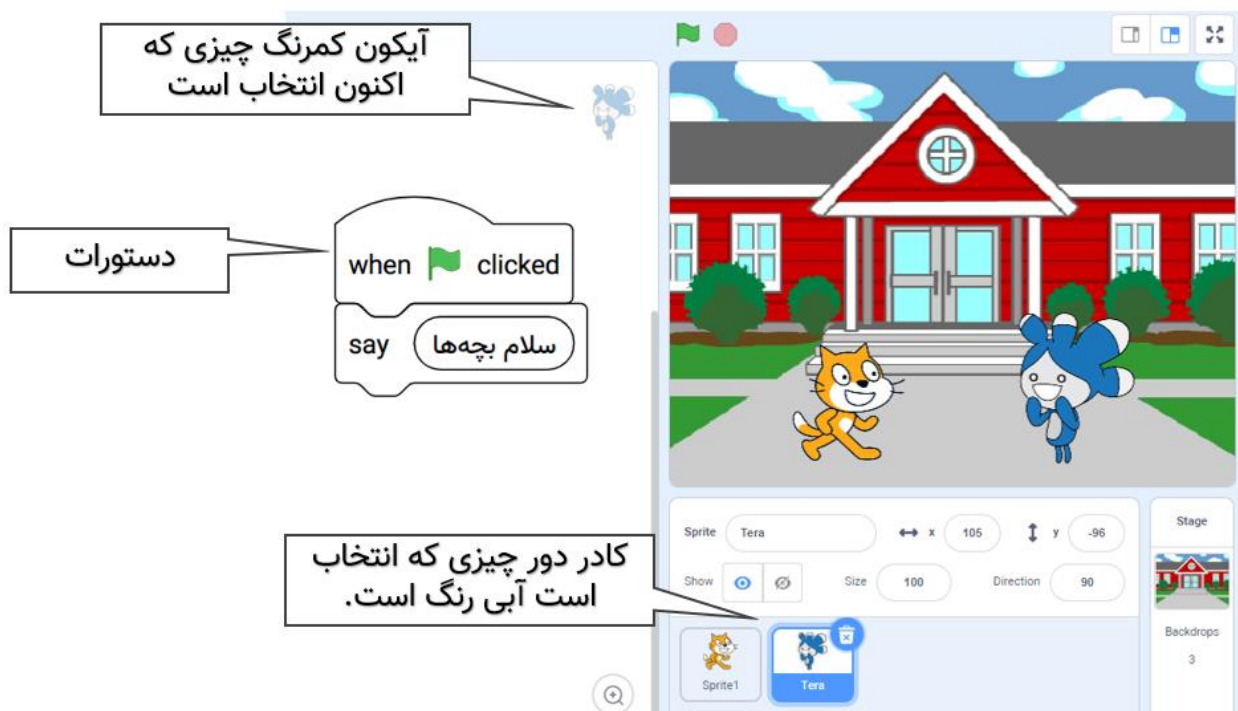 آیکون کمرنگ چیزی که
اکنون انتخاب است
دستورات
when clicked
say سلام بچه‌ها
کادر دور چیزی که انتخاب
است آبی رنگ است.
Sprite Tera x 105 y -96
Show Size 100 Direction 90
Sprite1
Tera
Stage
Backdrops
3